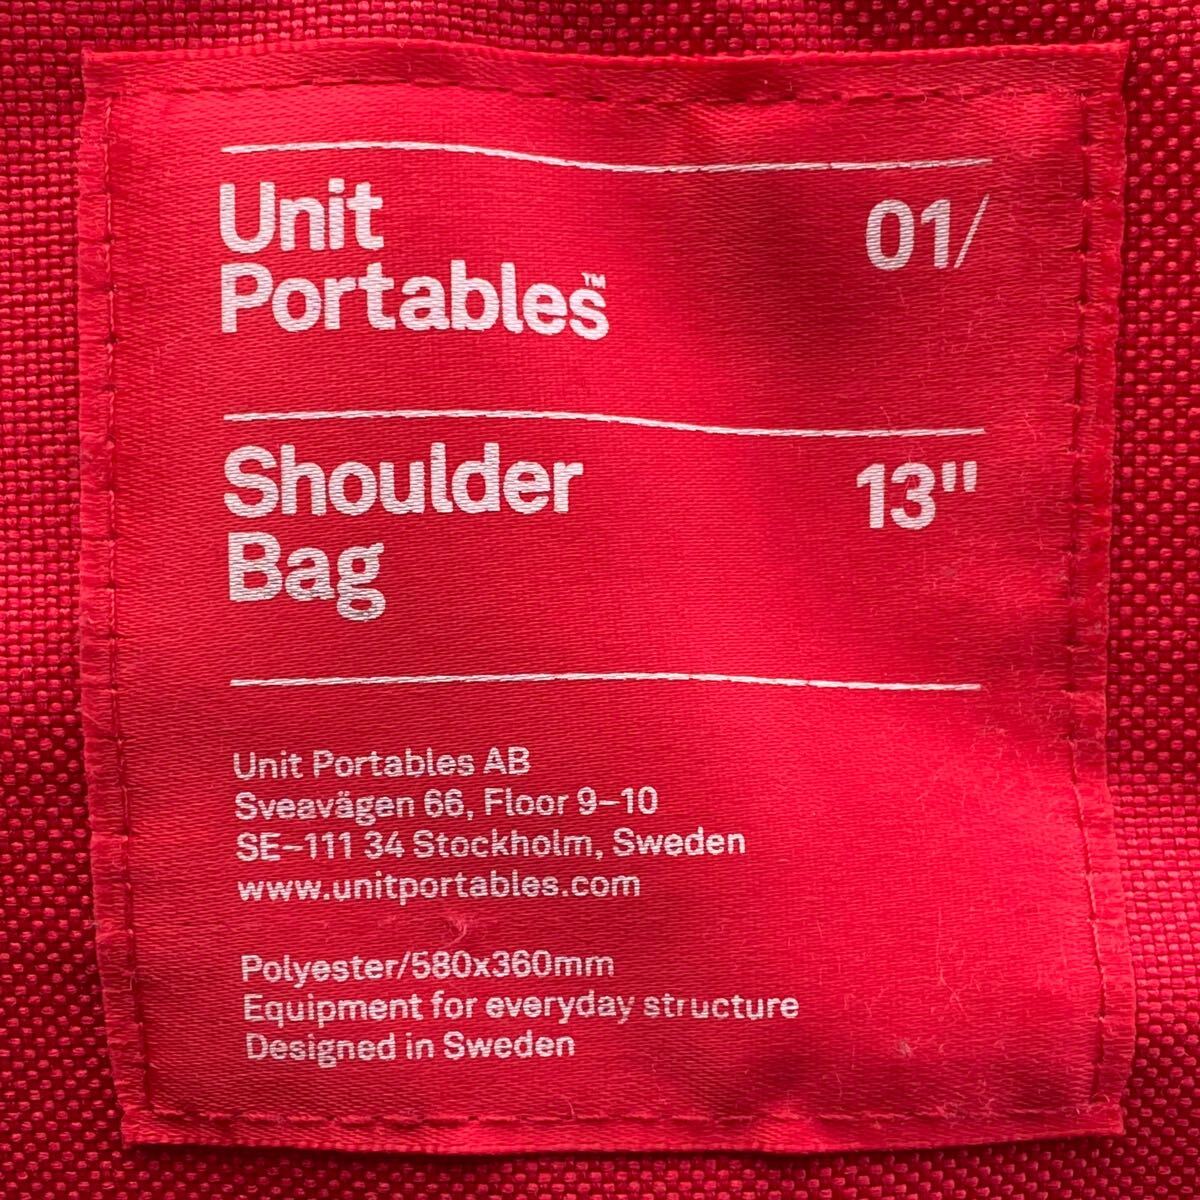 Unit
Portables™
01/
Shoulder
Bag
13"
Unit Portables AB
Sveavägen 66, Floor 9–10
SE–111 34 Stockholm, Sweden
www.unitportables.com
Polyester/580x360mm
Equipment for everyday structure
Designed in Sweden